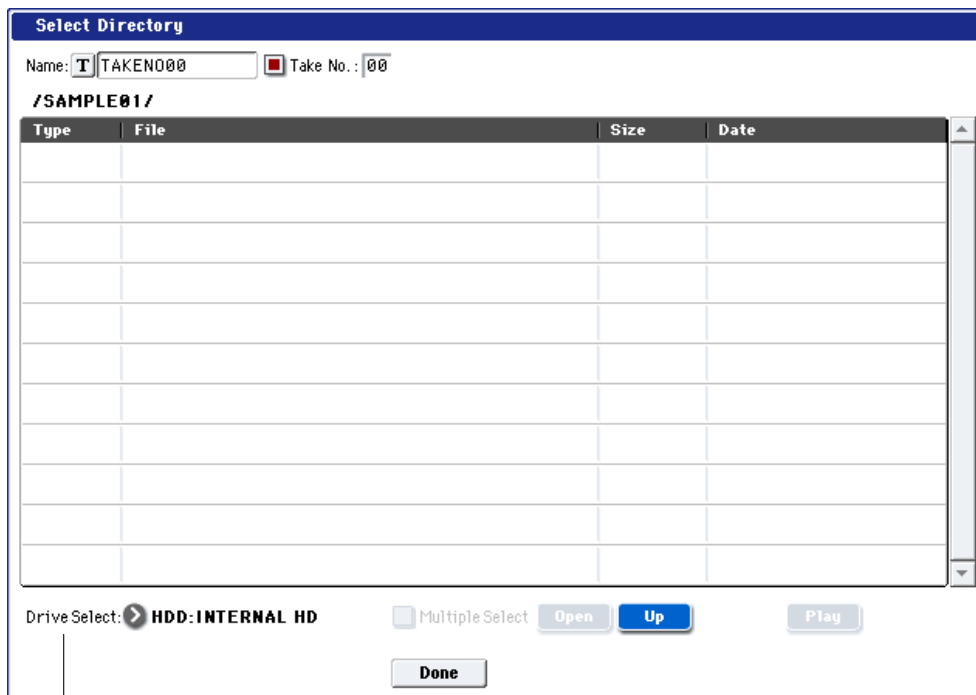 Select Directory
Name: T TAKENO00 Take No.: 00
/SAMPLE01/
Type File Size Date
Drive Select: HDD:INTERNAL HD Multiple Select Open Up Play
Done